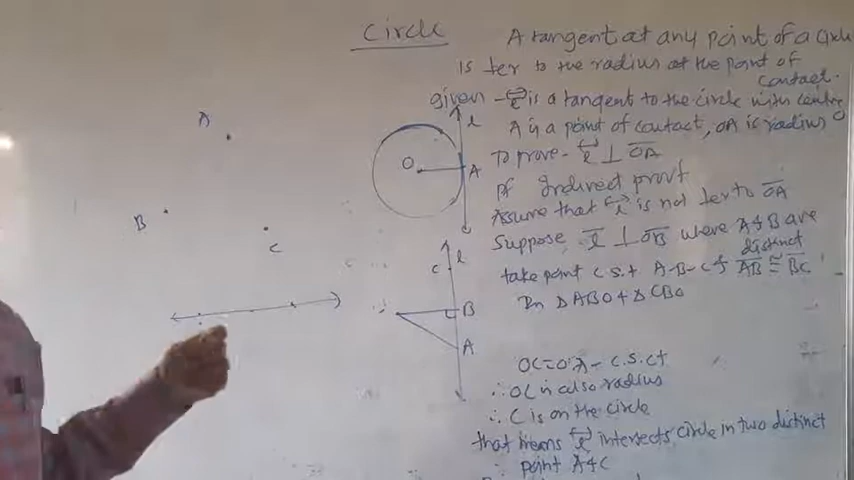 Circle
A tangent at any point of a circle
is ter to the radius at the point of
contact.
given - ℓ is a tangent to the circle with centre O
A is a point of contact, OA is radius
To prove - ℓ ⊥ OA
Pf Indirect proof
Assume that ℓ is not ter to OA
Suppose ℓ ⊥ OB where A & B are
distinct
take point C s.t A-B-C & AB ≅ BC
In △ABO & △CBO
OC = OA - C.S.C.t
∴ OC is also radius
∴ C is on the circle
that means ℓ intersects circle in two distinct
∴ point A & C
A
B
C
O
A
ℓ
C
ℓ
B
A